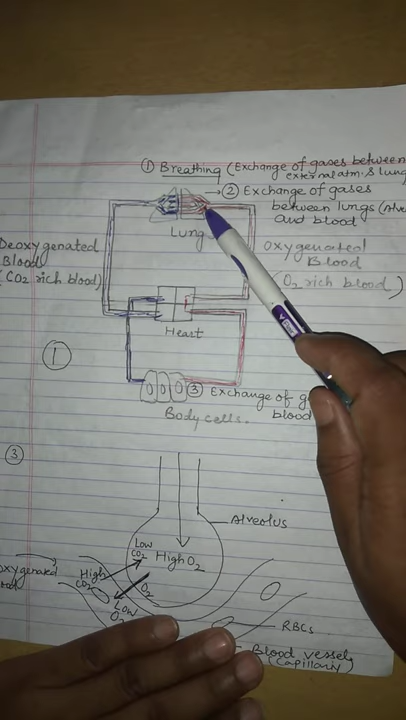 ① Breathing (Exchange of gases between
external atm. & lung
→② Exchange of gases
between lungs (Alve
and blood
Lung
Deoxygenated
Blood
(CO2 rich blood)
Oxygenated
Blood
(O2 rich blood)
Heart
①
③ Exchange of g
blood
Body cells.
③
Alveolus
Low
CO2
High O2
High
CO2
O2
Low
O2
RBCs
Blood vessel
(Capillary)